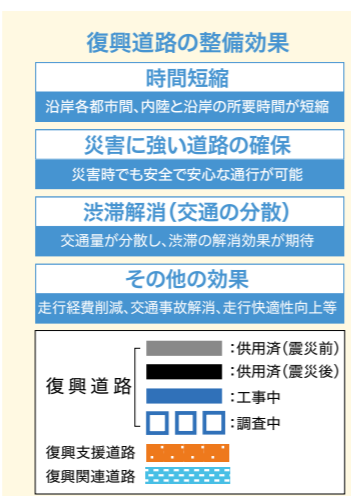 復興道路の整備効果
時間短縮
沿岸各都市間、内陸と沿岸の所要時間が短縮
災害に強い道路の確保
災害時でも安全で安心な通行が可能
渋滞解消(交通の分散)
交通量が分散し、渋滞の解消効果が期待
その他の効果
走行経費削減、交通事故解消、走行快適性向上等
復興道路
:供用済(震災前)
:供用済(震災後)
:工事中
:調査中
復興支援道路
復興関連道路